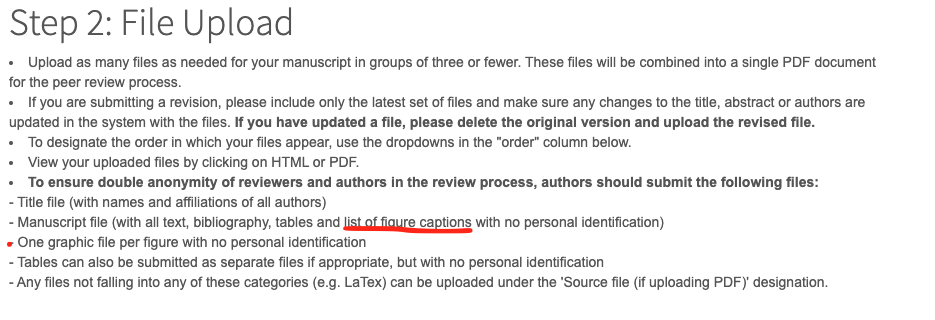 Step 2: File Upload
• Upload as many files as needed for your manuscript in groups of three or fewer. These files will be combined into a single PDF document
for the peer review process.
• If you are submitting a revision, please include only the latest set of files and make sure any changes to the title, abstract or authors are
updated in the system with the files. If you have updated a file, please delete the original version and upload the revised file.
• To designate the order in which your files appear, use the dropdowns in the "order" column below.
• View your uploaded files by clicking on HTML or PDF.
• To ensure double anonymity of reviewers and authors in the review process, authors should submit the following files:
- Title file (with names and affiliations of all authors)
- Manuscript file (with all text, bibliography, tables and list of figure captions with no personal identification)
- One graphic file per figure with no personal identification
- Tables can also be submitted as separate files if appropriate, but with no personal identification
- Any files not falling into any of these categories (e.g. LaTex) can be uploaded under the 'Source file (if uploading PDF)' designation.